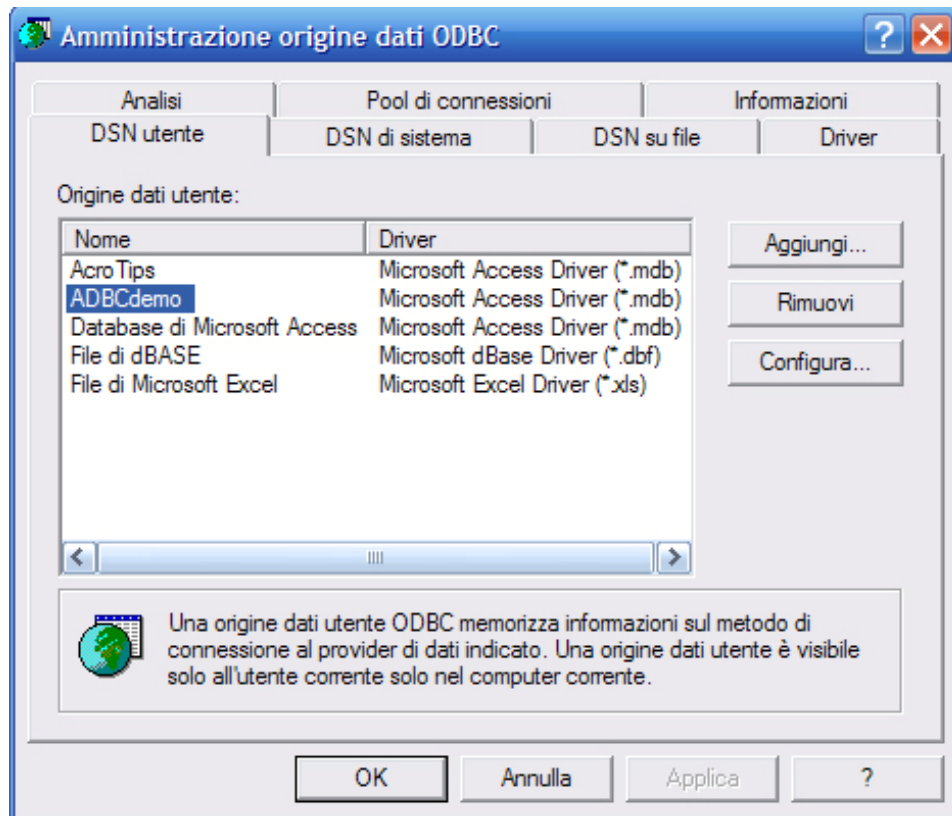 Amministrazione origine dati ODBC
?
Analisi Pool di connessioni Informazioni
DSN utente DSN di sistema DSN su file Driver
Origine dati utente:
Nome Driver
AcroTips Microsoft Access Driver (*.mdb)
ADBCdemo Microsoft Access Driver (*.mdb)
Database di Microsoft Access Microsoft Access Driver (*.mdb)
File di dBASE Microsoft dBase Driver (*.dbf)
File di Microsoft Excel Microsoft Excel Driver (*.xls)
Aggiungi...
Rimuovi
Configura...
Una origine dati utente ODBC memorizza informazioni sul metodo di
connessione al provider di dati indicato. Una origine dati utente è visibile
solo all'utente corrente solo nel computer corrente.
OK Annulla Applica ?